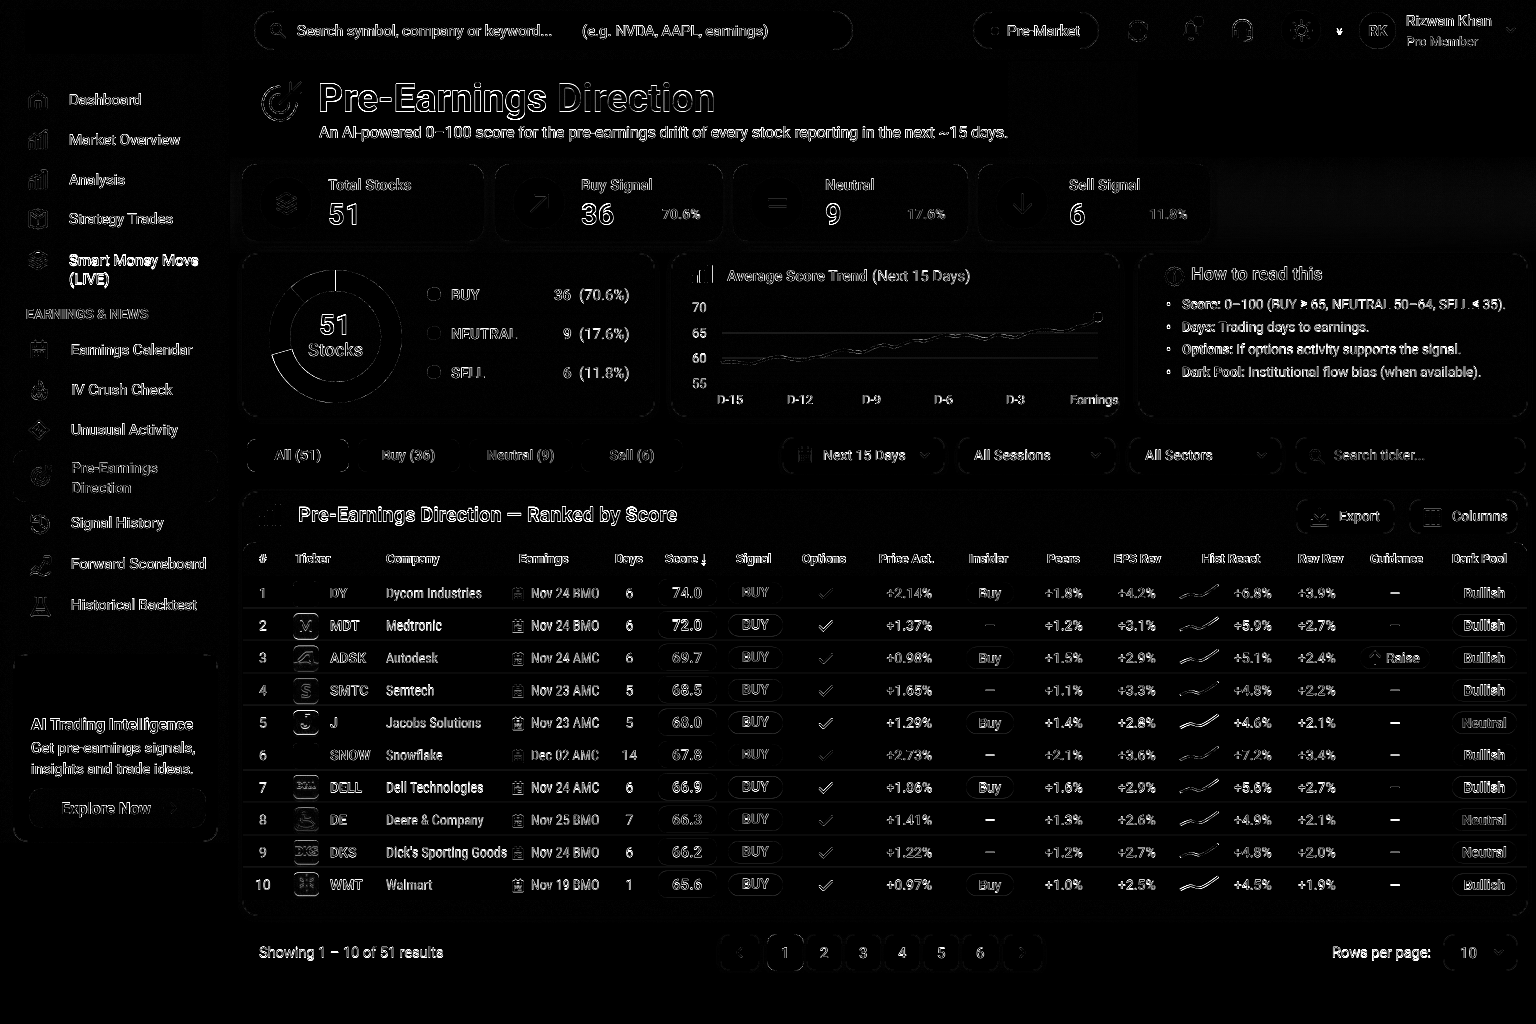 Search symbol, company or keyword... (e.g. NVDA, AAPL, earnings)
Pre-Market
RK
Rizwan Khan
Pro Member
Dashboard
Market Overview
Analysis
Strategy Trades
Smart Money Move
(LIVE)
EARNINGS & NEWS
Earnings Calendar
IV Crush Check
Unusual Activity
Pre-Earnings
Direction
Signal History
Forward Scoreboard
Historical Backtest
AI Trading Intelligence
Get pre-earnings signals,
insights and trade ideas.
Explore Now
Pre-Earnings Direction
An AI-powered 0–100 score for the pre-earnings drift of every stock reporting in the next ~15 days.
Total Stocks
51
Buy Signal
36 70.6%
Neutral
9 17.6%
Sell Signal
6 11.8%
51
Stocks
BUY 36 (70.6%)
NEUTRAL 9 (17.6%)
SELL 6 (11.8%)
Average Score Trend (Next 15 Days)
70
65
60
55
D-15 D-12 D-9 D-6 D-3 Earnings
How to read this
• Score: 0–100 (BUY ≥ 65, NEUTRAL 50–64, SELL < 35).
• Days: Trading days to earnings.
• Options: If options activity supports the signal.
• Dark Pool: Institutional flow bias (when available).
All (51) Buy (36) Neutral (9) Sell (6) Next 15 Days All Sessions All Sectors Search ticker...
Pre-Earnings Direction — Ranked by Score
Export Columns
# Ticker Company Earnings Days Score ↓ Signal Options Price Act. Insider Peers EPS Rev Hist React Rev Rev Guidance Dark Pool
1 DY Dycom Industries Nov 24 BMO 6 74.0 BUY ✓ +2.14% Buy +1.8% +4.2% +6.8% +3.9% — Bullish
2 MDT Medtronic Nov 24 BMO 6 72.0 BUY ✓ +1.37% — +1.2% +3.1% +5.9% +2.7% — Bullish
3 ADSK Autodesk Nov 24 AMC 6 69.7 BUY ✓ +0.98% Buy +1.5% +2.9% +5.1% +2.4% ↑ Raise Bullish
4 SMTC Semtech Nov 23 AMC 5 68.5 BUY ✓ +1.65% — +1.1% +3.3% +4.8% +2.2% — Bullish
5 J Jacobs Solutions Nov 23 AMC 5 68.0 BUY ✓ +1.29% Buy +1.4% +2.8% +4.6% +2.1% — Neutral
6 SNOW Snowflake Dec 02 AMC 14 67.8 BUY ✓ +2.73% — +2.1% +3.6% +7.2% +3.4% — Bullish
7 DELL Dell Technologies Nov 24 AMC 6 66.9 BUY ✓ +1.86% Buy +1.6% +2.9% +5.6% +2.7% — Bullish
8 DE Deere & Company Nov 25 BMO 7 66.3 BUY ✓ +1.41% — +1.3% +2.6% +4.9% +2.1% — Neutral
9 DKS Dick's Sporting Goods Nov 24 BMO 6 66.2 BUY ✓ +1.22% — +1.2% +2.7% +4.8% +2.0% — Neutral
10 WMT Walmart Nov 19 BMO 1 65.6 BUY ✓ +0.97% Buy +1.0% +2.5% +4.5% +1.9% — Bullish
Showing 1 – 10 of 51 results
1 2 3 4 5 6
Rows per page: 10